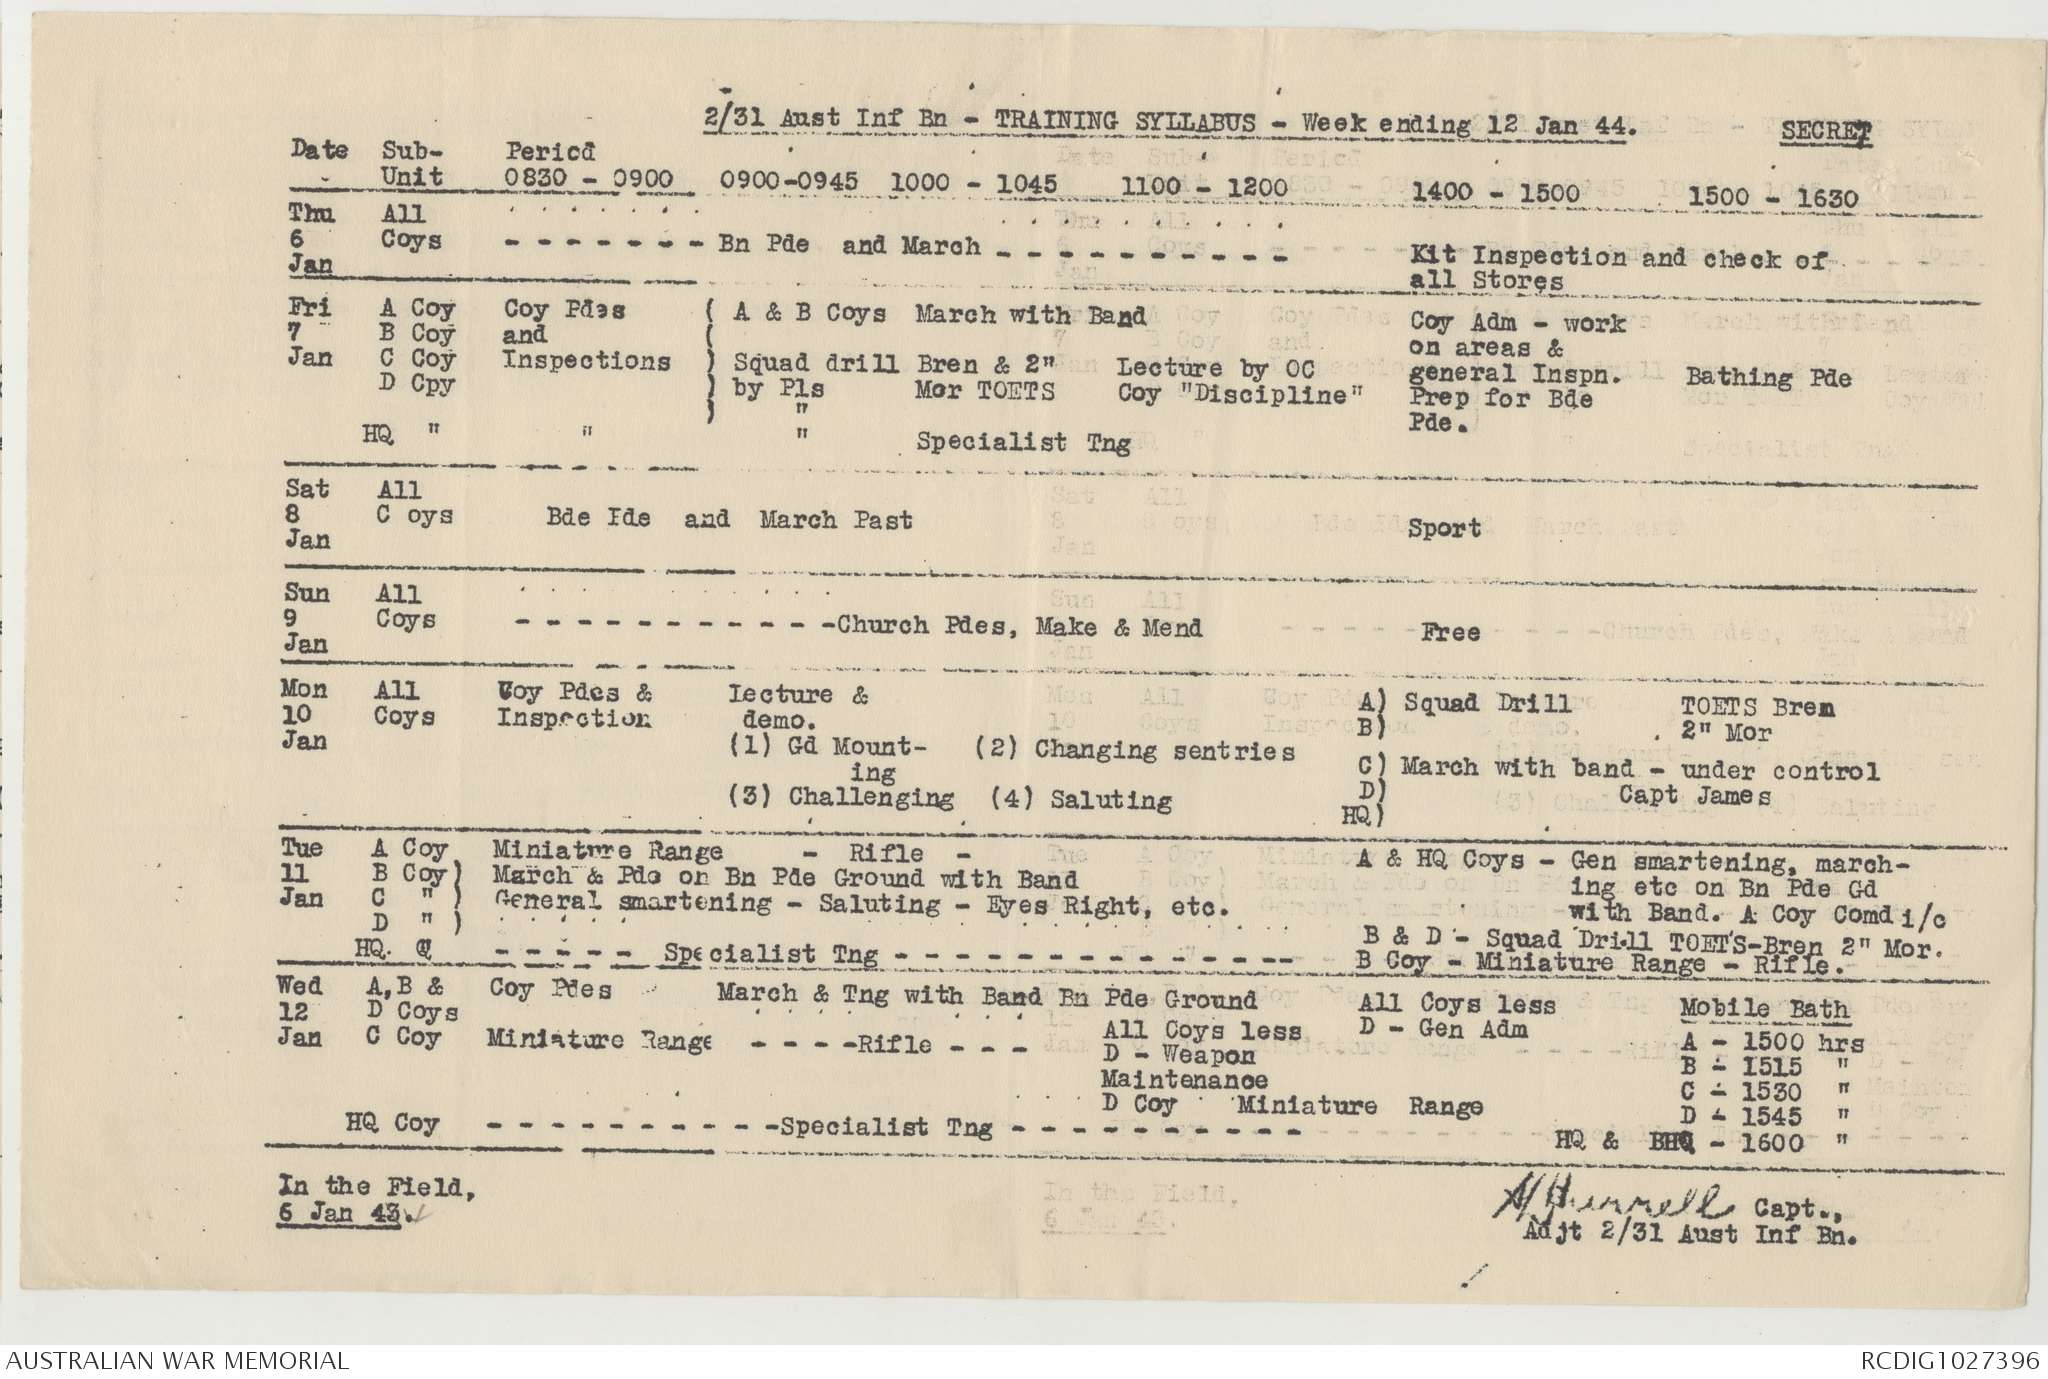 2/31 Aust Inf Bn - TRAINING SYLLABUS - Week ending 12 Jan 44. SECRET
Date Sub- Period
Unit 0830 - 0900 0900-0945 1000 - 1045 1100 - 1200 1400 - 1500 1500 - 1630
Thu All
6 Coys - - - - - - - Bn Pde and March - - - - - - - - - - Kit Inspection and check of
Jan all Stores
Fri A Coy Coy Pdes ( A & B Coys March with Band Coy Adm - work
7 B Coy and ( on areas &
Jan C Coy Inspections ) Squad drill Bren & 2" Lecture by OC general Inspn. Bathing Pde
D Cpy ) by Pls Mor TOETS Coy "Discipline" Prep for Bde
) " Pde.
HQ " " " Specialist Tng
Sat All
8 C oys Bde Pde and March Past Sport
Jan
Sun All
9 Coys - - - - - - - - - - -Church Pdes, Make & Mend Free
Jan
Mon All Coy Pdes & Lecture & A) Squad Drill TOETS Bren
10 Coys Inspection demo. B) 2" Mor
Jan (1) Gd Mount- (2) Changing sentries
ing C) March with band - under control
(3) Challenging (4) Saluting D) Capt James
HQ)
Tue A Coy Miniature Range - Rifle - A & HQ Coys - Gen smartening, march-
11 B Coy) March & Pde on Bn Pde Ground with Band ing etc on Bn Pde Gd
Jan C " ) General smartening - Saluting - Eyes Right, etc. with Band. A Coy Comd i/c
D " ) B & D - Squad Drill TOETS-Bren 2" Mor.
HQ. " - - - - - Specialist Tng - - - - - - - - - - - - - -- B Coy - Miniature Range - Rifle.
Wed A,B & Coy Pdes March & Tng with Band Bn Pde Ground All Coys less Mobile Bath
12 D Coys All Coys less D - Gen Adm A - 1500 hrs
Jan C Coy Miniature Range - - - -Rifle - - - D - Weapon B - 1515 "
Maintenance C - 1530 "
D Coy Miniature Range D - 1545 "
HQ Coy - - - - - - - - - -Specialist Tng - - - - - - - - - - HQ & BHQ - 1600 "
In the Field,
6 Jan 43. Capt.,
Adjt 2/31 Aust Inf Bn.
AUSTRALIAN WAR MEMORIAL RCDIG1027396